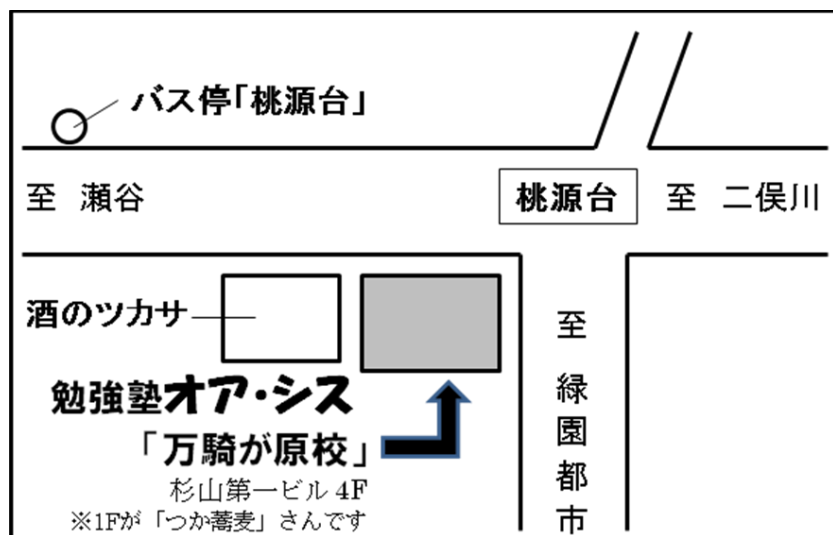 バス停「桃源台」
至 瀬谷
桃源台
至 二俣川
酒のツカサ
至 緑園都市
勉強塾オア・シス
「万騎が原校」
杉山第一ビル 4F
※1Fが「つか蕎麦」さんです